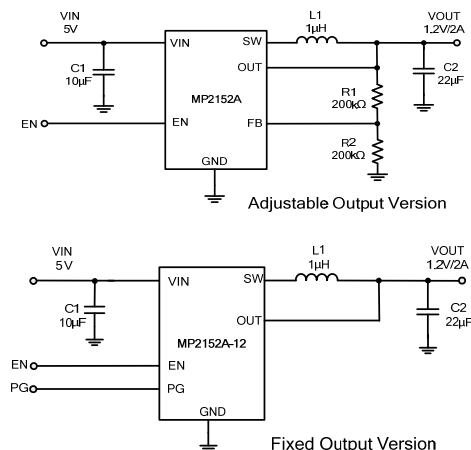 VIN
5V
C1
10µF
EN
VIN
EN
MP2152A
GND
SW
OUT
FB
L1
1µH
R1
200kΩ
R2
200kΩ
VOUT
1.2V/2A
C2
22µF
Adjustable Output Version
VIN
5V
C1
10µF
EN
PG
VIN
EN
PG
MP2152A-12
GND
SW
OUT
L1
1µH
VOUT
1.2V/2A
C2
22µF
Fixed Output Version